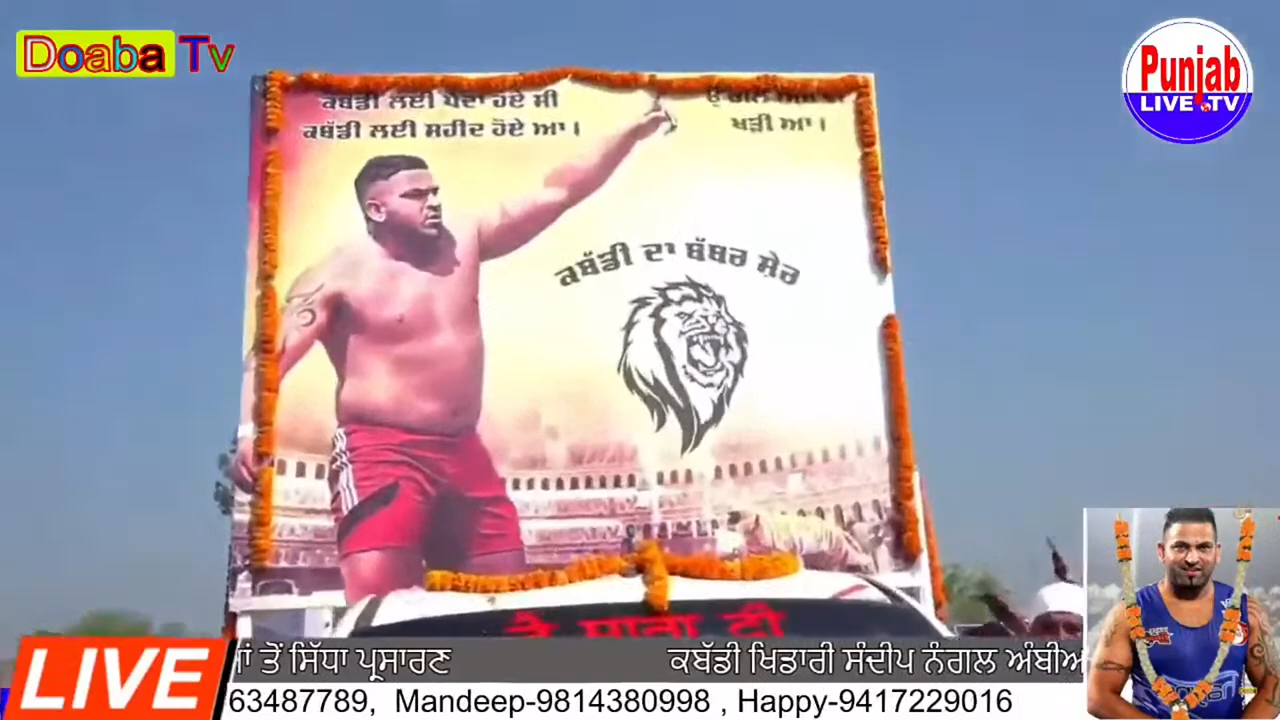 Doaba Tv
Punjab
LIVE TV
ਕਬੱਡੀ ਲਈ ਪੈਦਾ ਹੋਏ ਸੀ
ਕਬੱਡੀ ਲਈ ਸ਼ਹੀਦ ਹੋਏ ਆ।
ਖੜੀ ਆ।
ਕਬੱਡੀ ਦਾ ਬੱਬਰ ਸ਼ੇਰ
LIVE
ਤੋਂ ਸਿੱਧਾ ਪ੍ਰਸਾਰਣ ਕਬੱਡੀ ਖਿਡਾਰੀ ਸੰਦੀਪ ਨੰਗਲ
63487789, Mandeep-9814380998 , Happy-9417229016